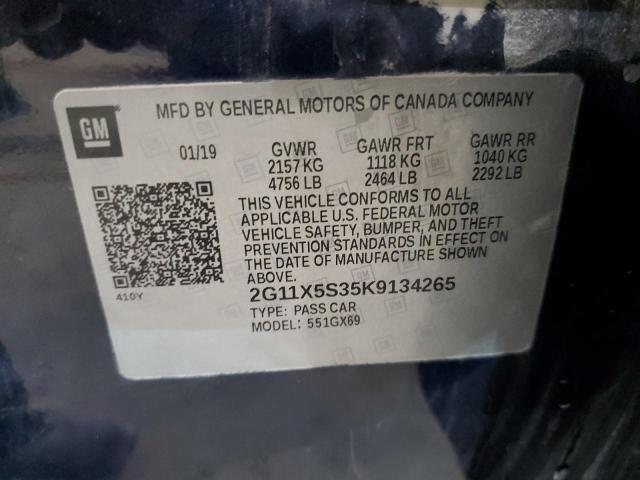 GM
MFD BY GENERAL MOTORS OF CANADA COMPANY
01/19
GVWR
2157 KG
4756 LB
GAWR FRT
1118 KG
2464 LB
GAWR RR
1040 KG
2292 LB
THIS VEHICLE CONFORMS TO ALL
APPLICABLE U.S. FEDERAL MOTOR
VEHICLE SAFETY, BUMPER, AND THEFT
PREVENTION STANDARDS IN EFFECT ON
THE DATE OF MANUFACTURE SHOWN
ABOVE.
410Y
2G11X5S35K9134265
TYPE: PASS CAR
MODEL: 551GX69